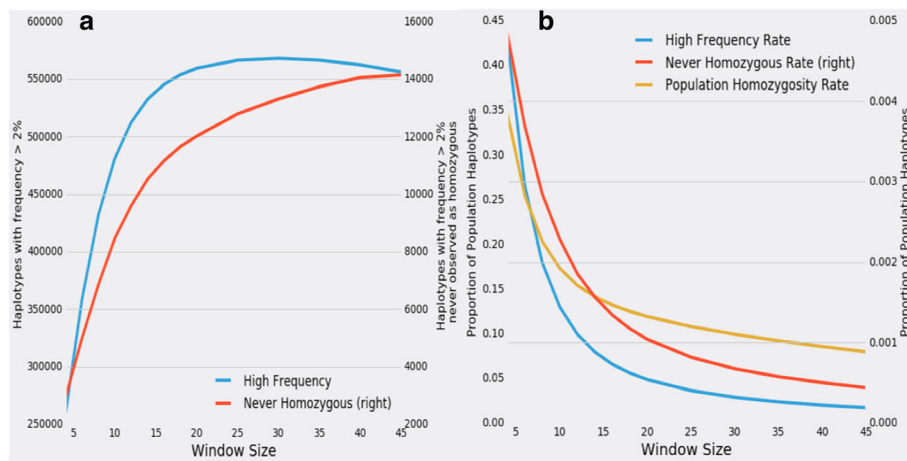 a
600000
550000
500000
450000
400000
350000
300000
250000
Haplotypes with frequency > 2%
16000
14000
12000
10000
8000
6000
4000
2000
Haplotypes with frequency > 2%
never observed as homozygous
High Frequency
Never Homozygous (right)
5 10 15 20 25 30 35 40 45
Window Size
b
0.45
0.40
0.35
0.30
0.25
0.20
0.15
0.10
0.05
0.00
Proportion of Population Haplotypes
0.005
0.004
0.003
0.002
0.001
0.000
Proportion of Population Haplotypes
High Frequency Rate
Never Homozygous Rate (right)
Population Homozygosity Rate
5 10 15 20 25 30 35 40 45
Window Size